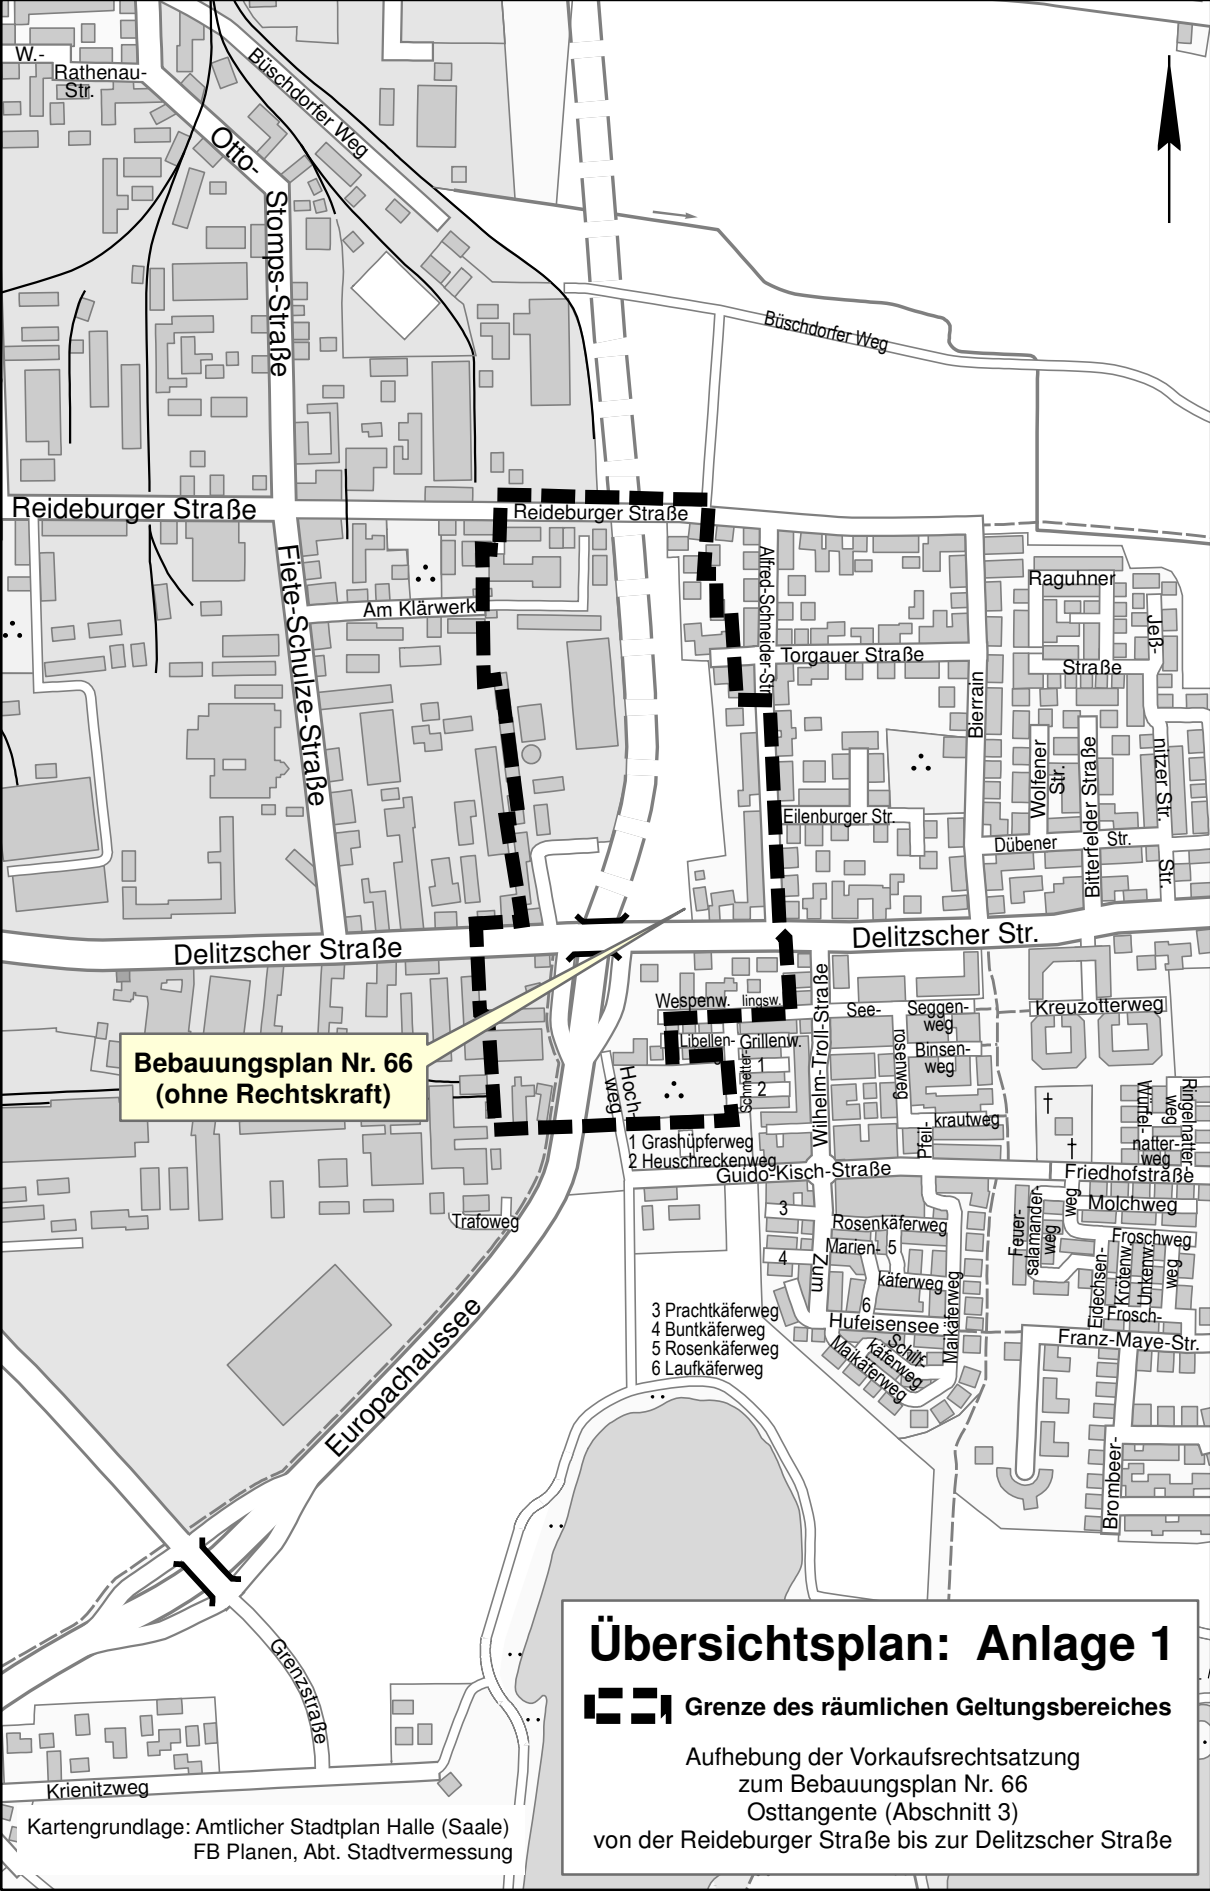 W.-
Rathenau-
Str.
Büschdorfer Weg
Otto-
Stomps-Straße
Büschdorfer Weg
Reideburger Straße
Reideburger Straße
Fiete-Schulze-Straße
Am Klärwerk
Alfred-Schneider-Str.
Torgauer Straße
Bierrain
Raguhner
Straße
Jeß-
nitzer Str.
Wolfener
Str.
Bitterfelder Straße
Eilenburger Str.
Dübener
Str.
Str.
Delitzscher Straße
Delitzscher Str.
Wespenw.
lingsw.
Libellen-
Grillenw.
Schmetter-
1
2
Hoch-
weg
Wilhelm-Troll-Straße
See-
rosenweg
Seggen-
weg
Binsen-
weg
Pfeil-
krautweg
Kreuzotterweg
Würfel-
natter-
weg
Ringelnatter-
weg
Bebauungsplan Nr. 66
(ohne Rechtskraft)
1 Grashüpferweg
2 Heuschreckenweg
Guido-Kisch-Straße
Friedhofstraße
Trafoweg
3
4
Zum
Hufeisensee
Rosenkäferweg
Marien-
käferweg
5
6
Maikäferweg
Schilf-
käferweg
Maikäferweg
Feuer-
salamander-
weg
weg
Molchweg
Froschweg
Eidechsen-
Krötenw.
Unkenw.
weg
Frosch-
Franz-Maye-Str.
Brombeer-
3 Prachtkäferweg
4 Buntkäferweg
5 Rosenkäferweg
6 Laufkäferweg
Europachaussee
Grenzstraße
Krienitzweg
Kartengrundlage: Amtlicher Stadtplan Halle (Saale)
FB Planen, Abt. Stadtvermessung
Übersichtsplan: Anlage 1
Grenze des räumlichen Geltungsbereiches
Aufhebung der Vorkaufsrechtsatzung
zum Bebauungsplan Nr. 66
Osttangente (Abschnitt 3)
von der Reideburger Straße bis zur Delitzscher Straße